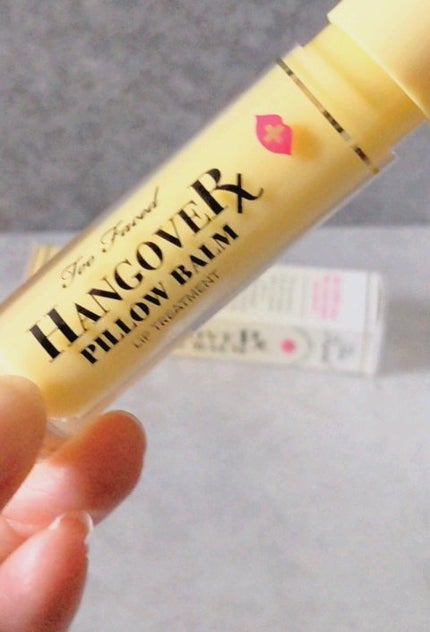 Too Faced
HANGOVERx
PILLOW BALM
LIP TREATMENT